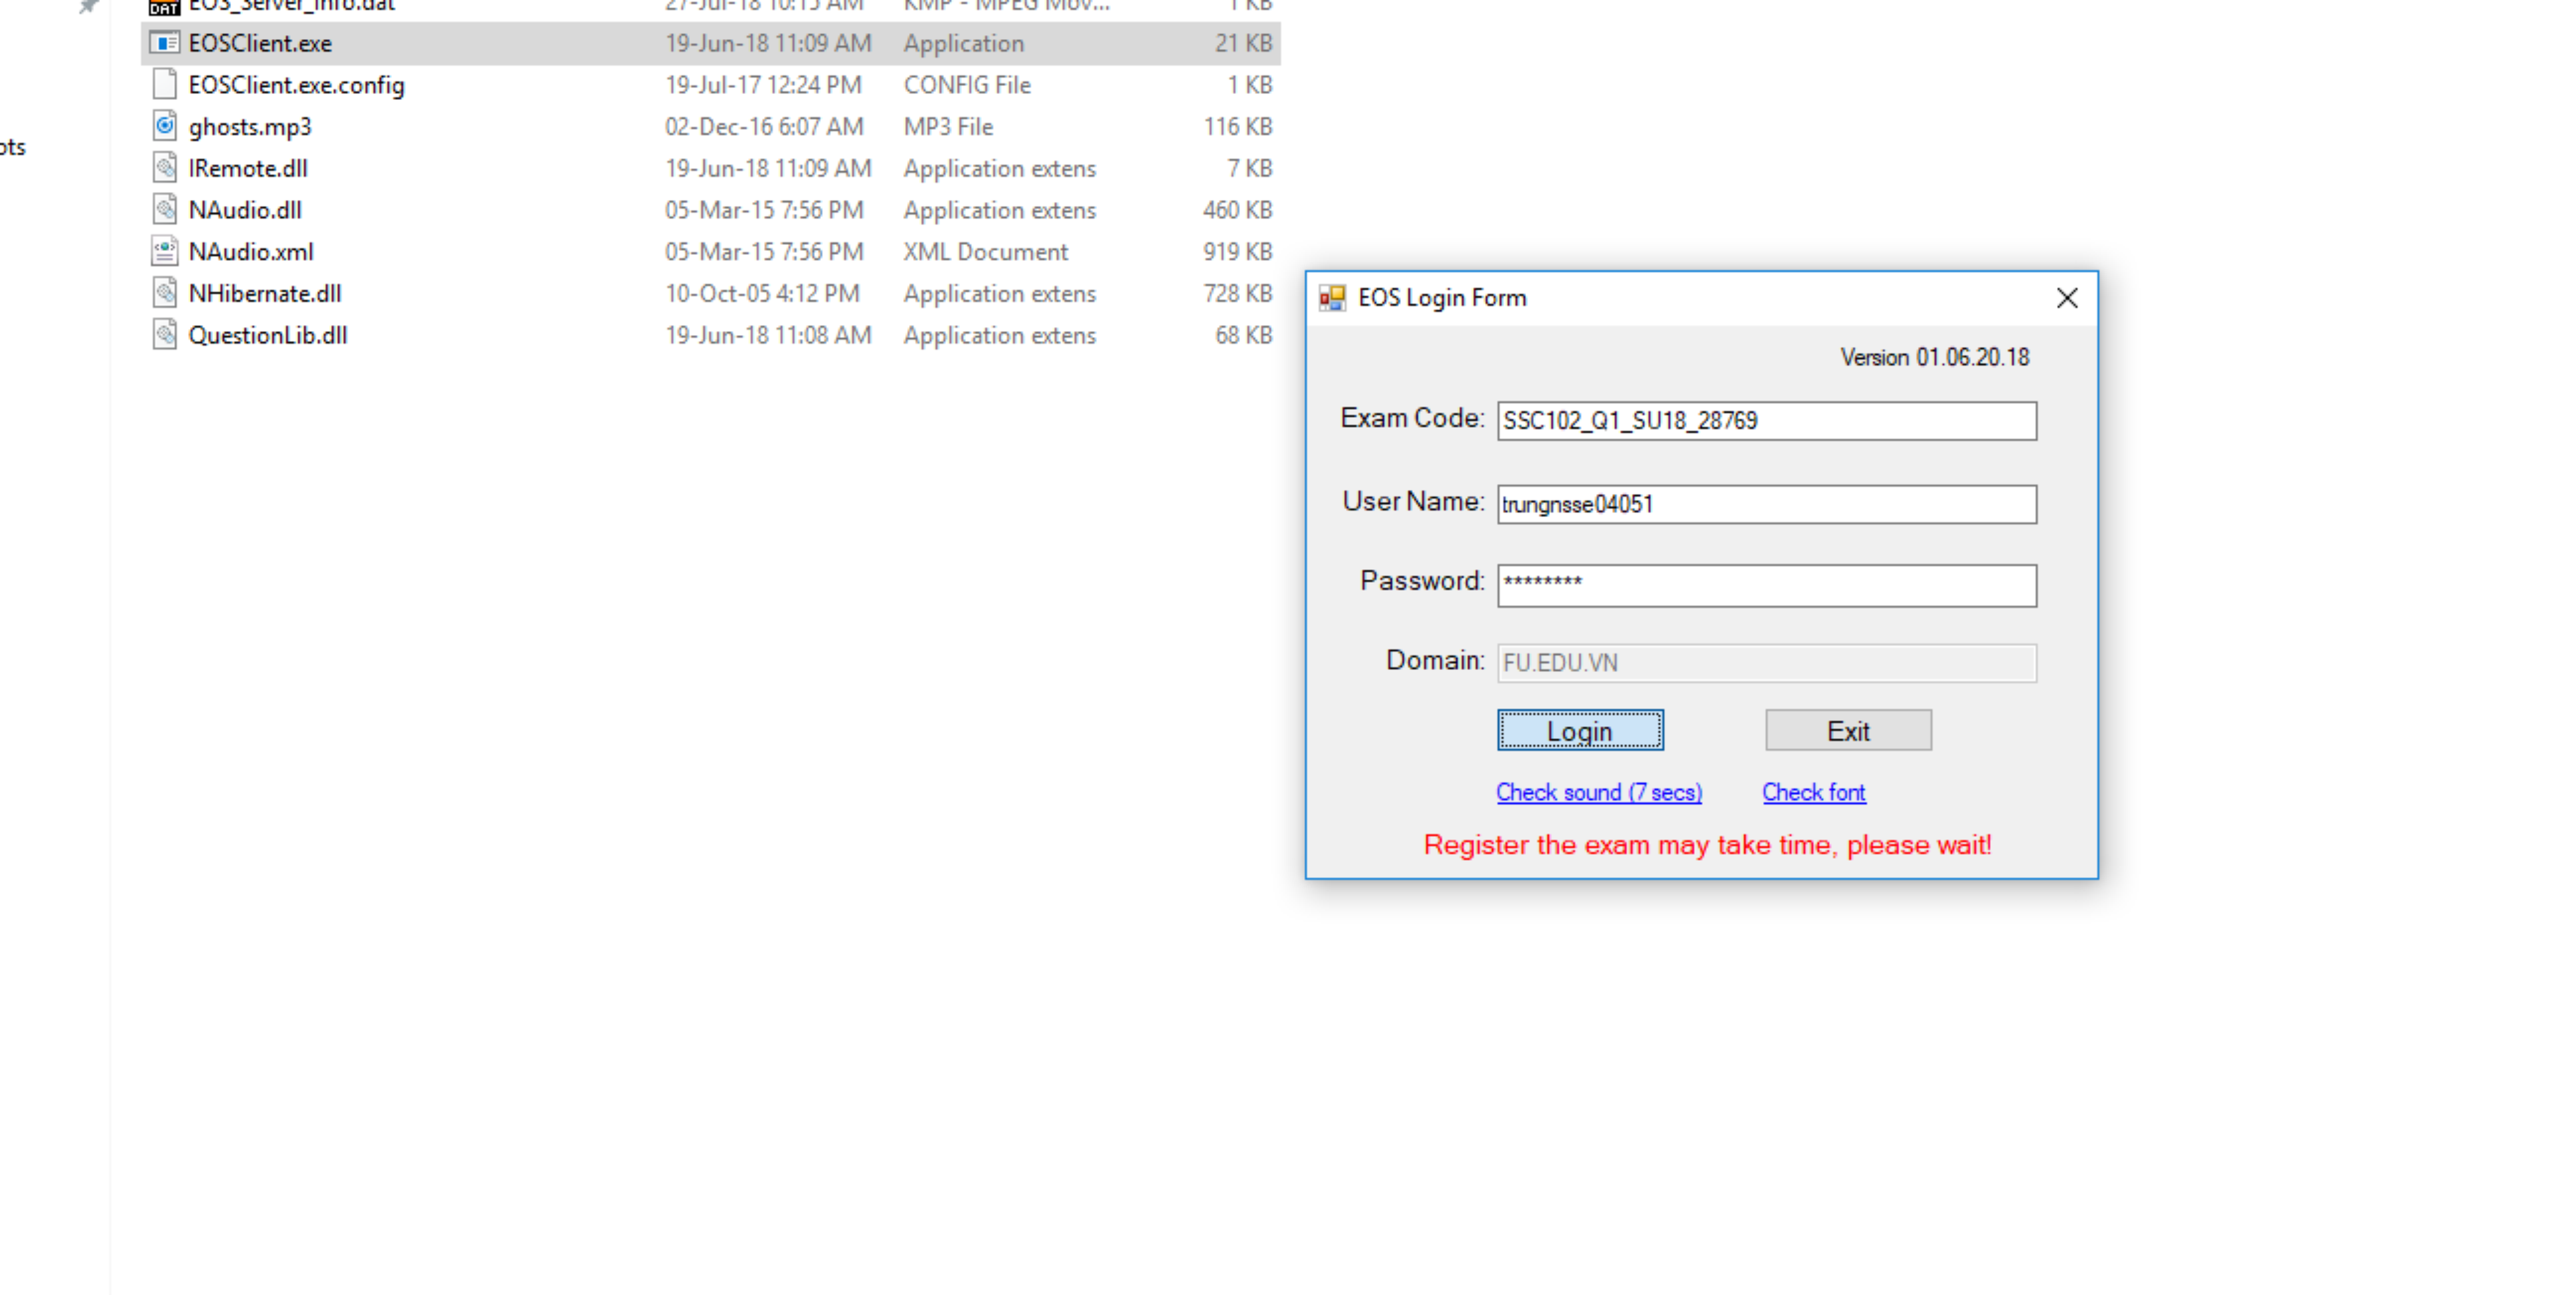 EOS_Server_Info.dat 27-Jul-18 10:15 AM KMP - MPEG Mov... 1 KB
EOSClient.exe 19-Jun-18 11:09 AM Application 21 KB
EOSClient.exe.config 19-Jul-17 12:24 PM CONFIG File 1 KB
ghosts.mp3 02-Dec-16 6:07 AM MP3 File 116 KB
ots
IRemote.dll 19-Jun-18 11:09 AM Application extens 7 KB
NAudio.dll 05-Mar-15 7:56 PM Application extens 460 KB
NAudio.xml 05-Mar-15 7:56 PM XML Document 919 KB
NHibernate.dll 10-Oct-05 4:12 PM Application extens 728 KB
QuestionLib.dll 19-Jun-18 11:08 AM Application extens 68 KB
EOS Login Form
Version 01.06.20.18
Exam Code: SSC102_Q1_SU18_28769
User Name: trungnsse04051
Password: ********
Domain: FU.EDU.VN
Login Exit
Check sound (7 secs) Check font
Register the exam may take time, please wait!